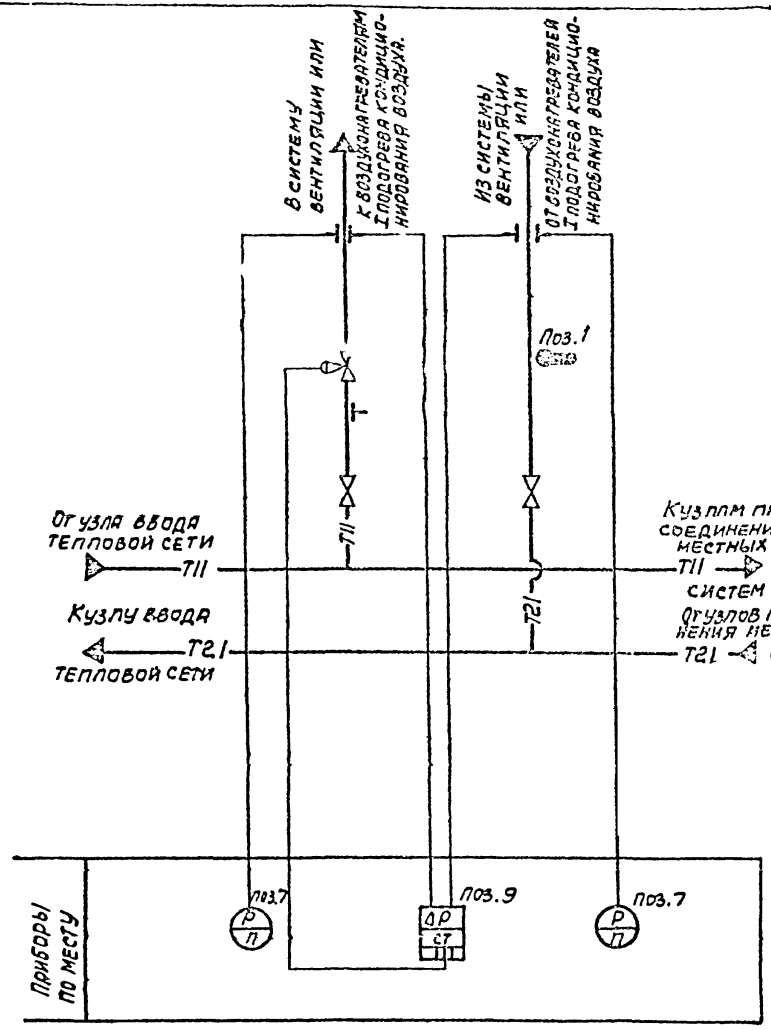 В СИСТЕМУ
ВЕНТИЛЯЦИИ ИЛИ
К ВОЗДУХОНАГРЕВАТЕЛЯМ
I ПОДОГРЕВА КОНДИЦИО-
НИРОВАНИЯ ВОЗДУХА.
ИЗ СИСТЕМЫ
ВЕНТИЛЯЦИИ
ИЛИ
ОТ ВОЗДУХОНАГРЕВАТЕЛЕЙ
I ПОДОГРЕВА КОНДИЦИО-
НИРОВАНИЯ ВОЗДУХА
ПОЗ.1
ОТ УЗЛА ВВОДА
ТЕПЛОВОЙ СЕТИ
Т11
Т11
К УЗЛАМ ПР
СОЕДИНЕНИ
МЕСТНЫХ
Т11
СИСТЕМ
К УЗЛУ ВВОДА
Т21
ТЕПЛОВОЙ СЕТИ
Т21
ОТ УЗЛОВ
НЕНИЯ МЕ
Т21
ПРИБОРЫ
ПО МЕСТУ
ПОЗ.7
Р
П
ПОЗ.9
ΔР
СТ
ПОЗ.7
Р
П